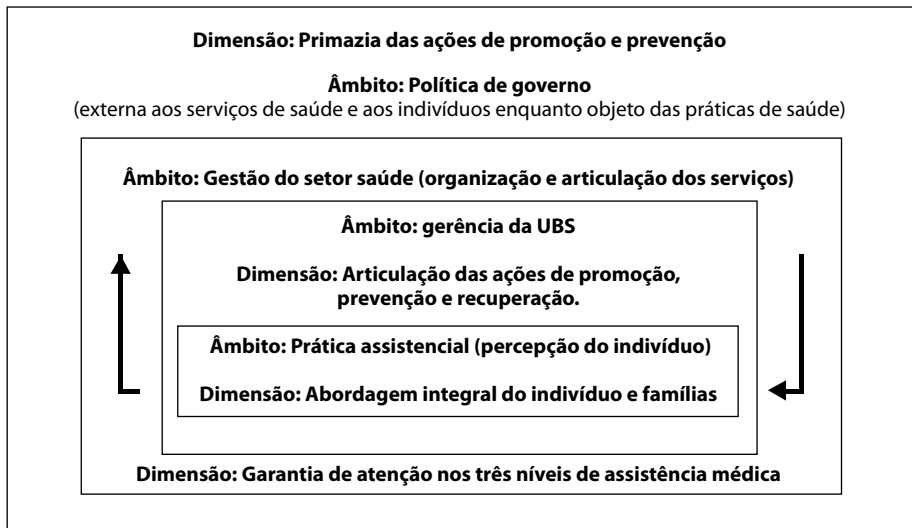 Dimensão: Primazia das ações de promoção e prevenção
Âmbito: Política de governo
(externa aos serviços de saúde e aos indivíduos enquanto objeto das práticas de saúde)
Âmbito: Gestão do setor saúde (organização e articulação dos serviços)
Âmbito: gerência da UBS
Dimensão: Articulação das ações de promoção,
prevenção e recuperação.
Âmbito: Prática assistencial (percepção do indivíduo)
Dimensão: Abordagem integral do indivíduo e famílias
Dimensão: Garantia de atenção nos três níveis de assistência médica